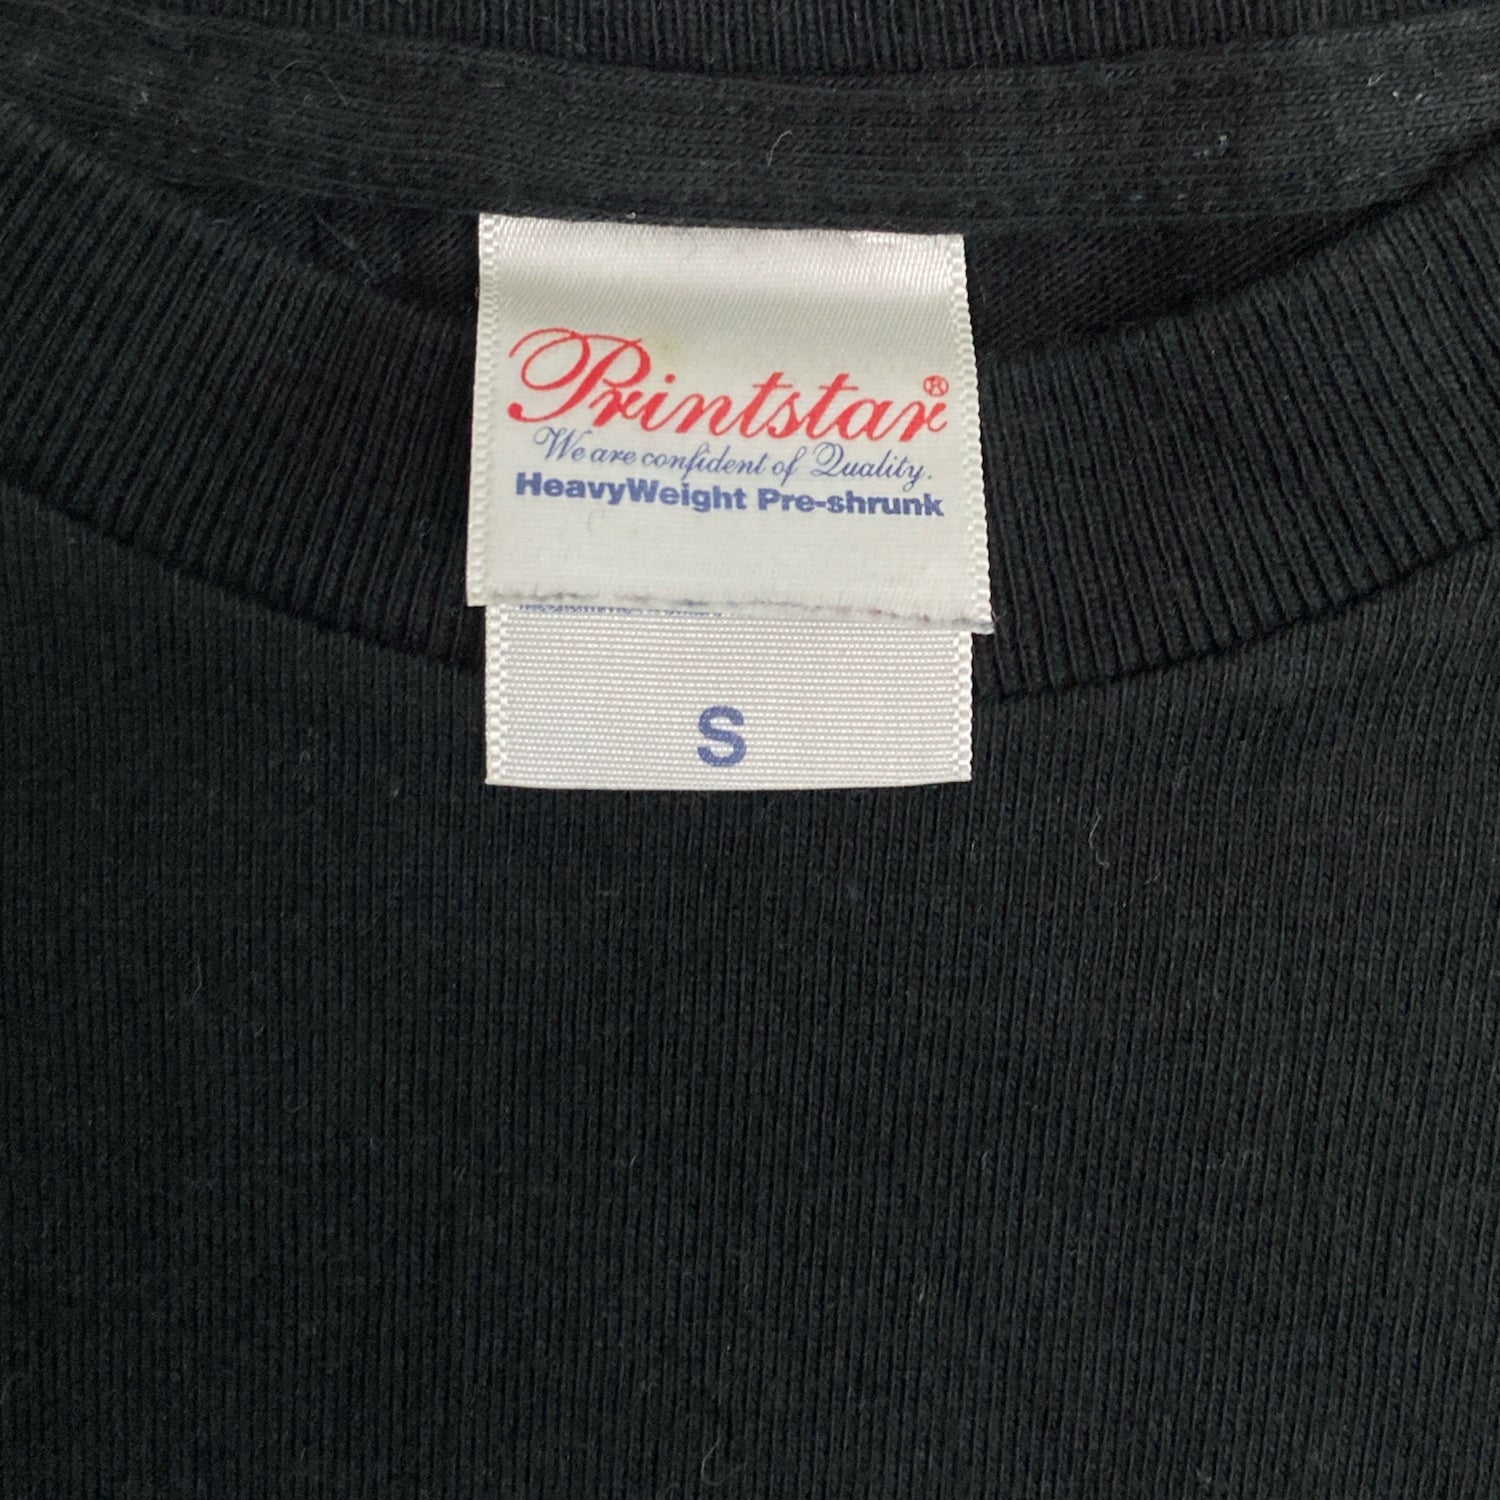 Printstar®
We are confident of Quality.
HeavyWeight Pre-shrunk
S